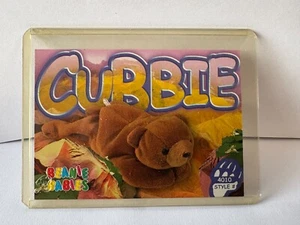 CUBBIE
BEANIE
BABIES
4010
STYLE #